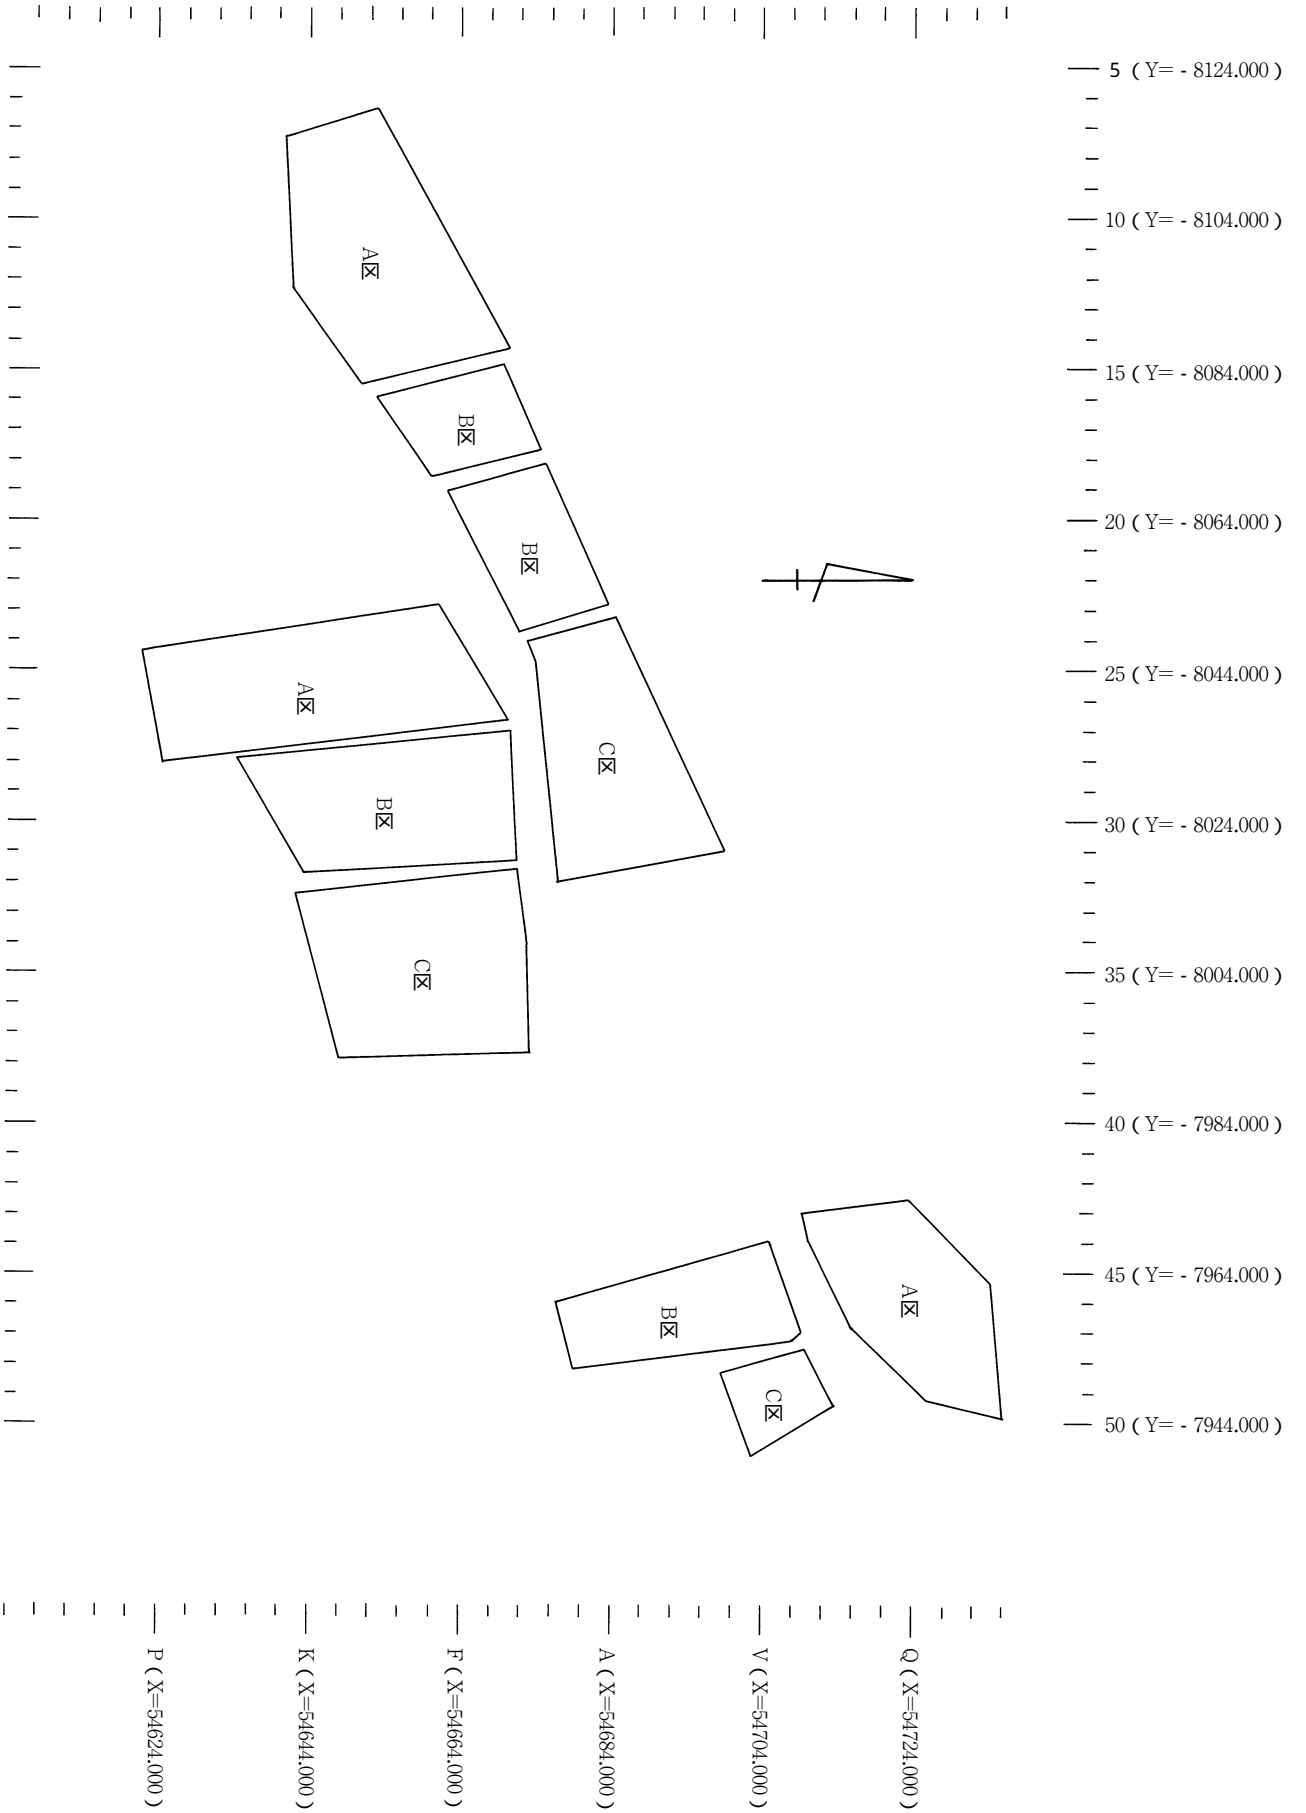 5 ( Y= - 8124.000 )
10 ( Y= - 8104.000 )
15 ( Y= - 8084.000 )
20 ( Y= - 8064.000 )
25 ( Y= - 8044.000 )
30 ( Y= - 8024.000 )
35 ( Y= - 8004.000 )
40 ( Y= - 7984.000 )
45 ( Y= - 7964.000 )
50 ( Y= - 7944.000 )
A区
B区
B区
C区
A区
B区
C区
A区
B区
C区
P ( X=54624.000 )
K ( X=54644.000 )
F ( X=54664.000 )
A ( X=54684.000 )
V ( X=54704.000 )
Q ( X=54724.000 )